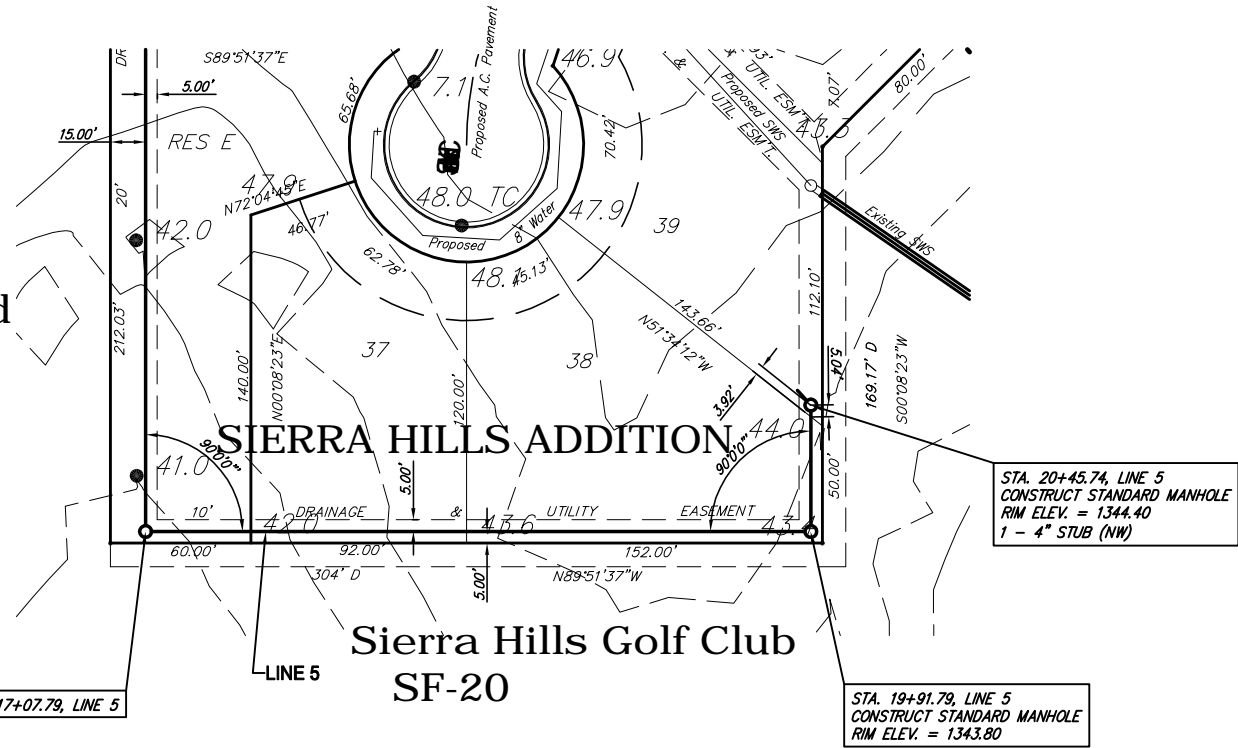 S89°51'37"E
5.00'
15.00'
DR
RES E
65.68'
7.1
Proposed A.C. Pavement
46.9
70.42'
UTIL. ESM'T.
Proposed SWS
UTIL. ESM'T.
7.07'
80.00'
43.3
20'
47.9
N72°04'45"E
46.77'
42.0
48.0 TC
47.9
39
8" Water
Proposed
62.78'
48.1
45.13'
Existing SWS
212.03'
112.10'
143.66'
N51°34'12"W
37
38
140.00'
N00°08'23"E
120.00'
5.04'
169.17' D
S00°08'23"W
3.92'
SIERRA HILLS ADDITION
44.0
90°0'0"
41.0
90°0'0"
5.00'
50.00'
10' DRAINAGE & UTILITY EASEMENT
43.6
60.00'
92.00'
152.00'
304' D
5.00'
N89°51'37"W
STA. 20+45.74, LINE 5
CONSTRUCT STANDARD MANHOLE
RIM ELEV. = 1344.40
1 - 4" STUB (NW)
Sierra Hills Golf Club
SF-20
LINE 5
17+07.79, LINE 5
STA. 19+91.79, LINE 5
CONSTRUCT STANDARD MANHOLE
RIM ELEV. = 1343.80